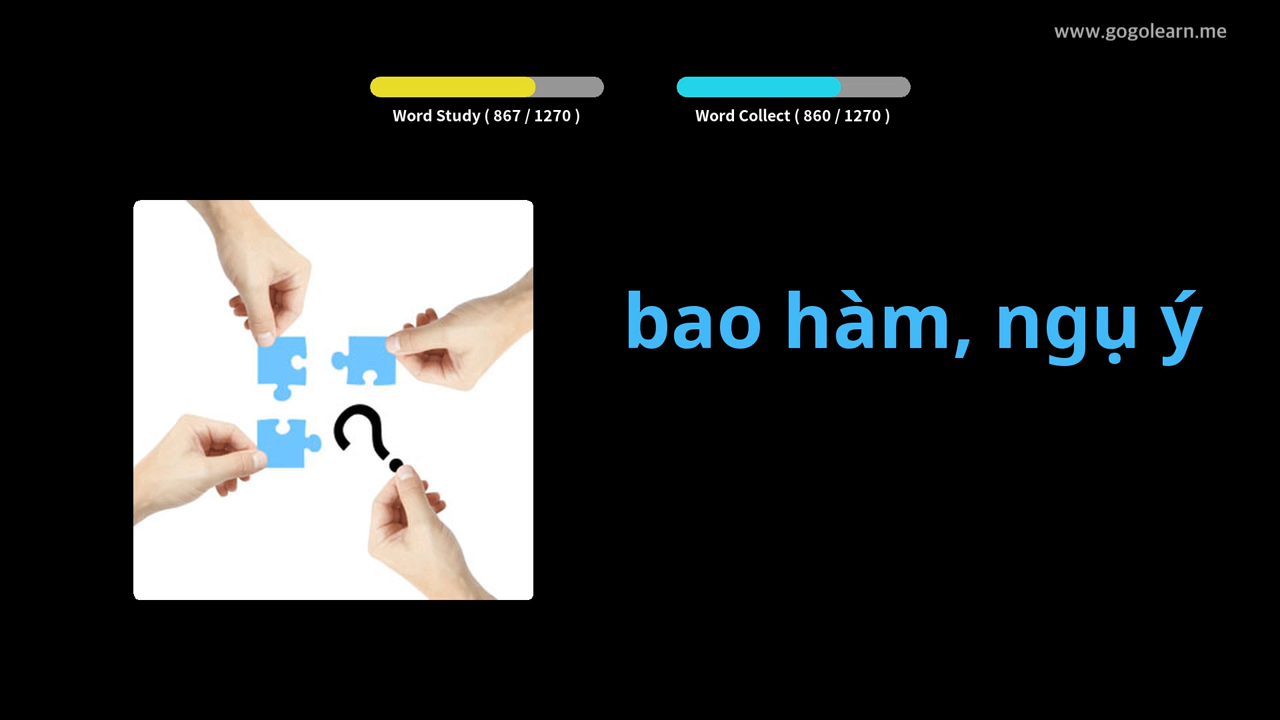 www.gogolearn.me
Word Study ( 867 / 1270 )
Word Collect ( 860 / 1270 )
bao hàm, ngụ ý
?